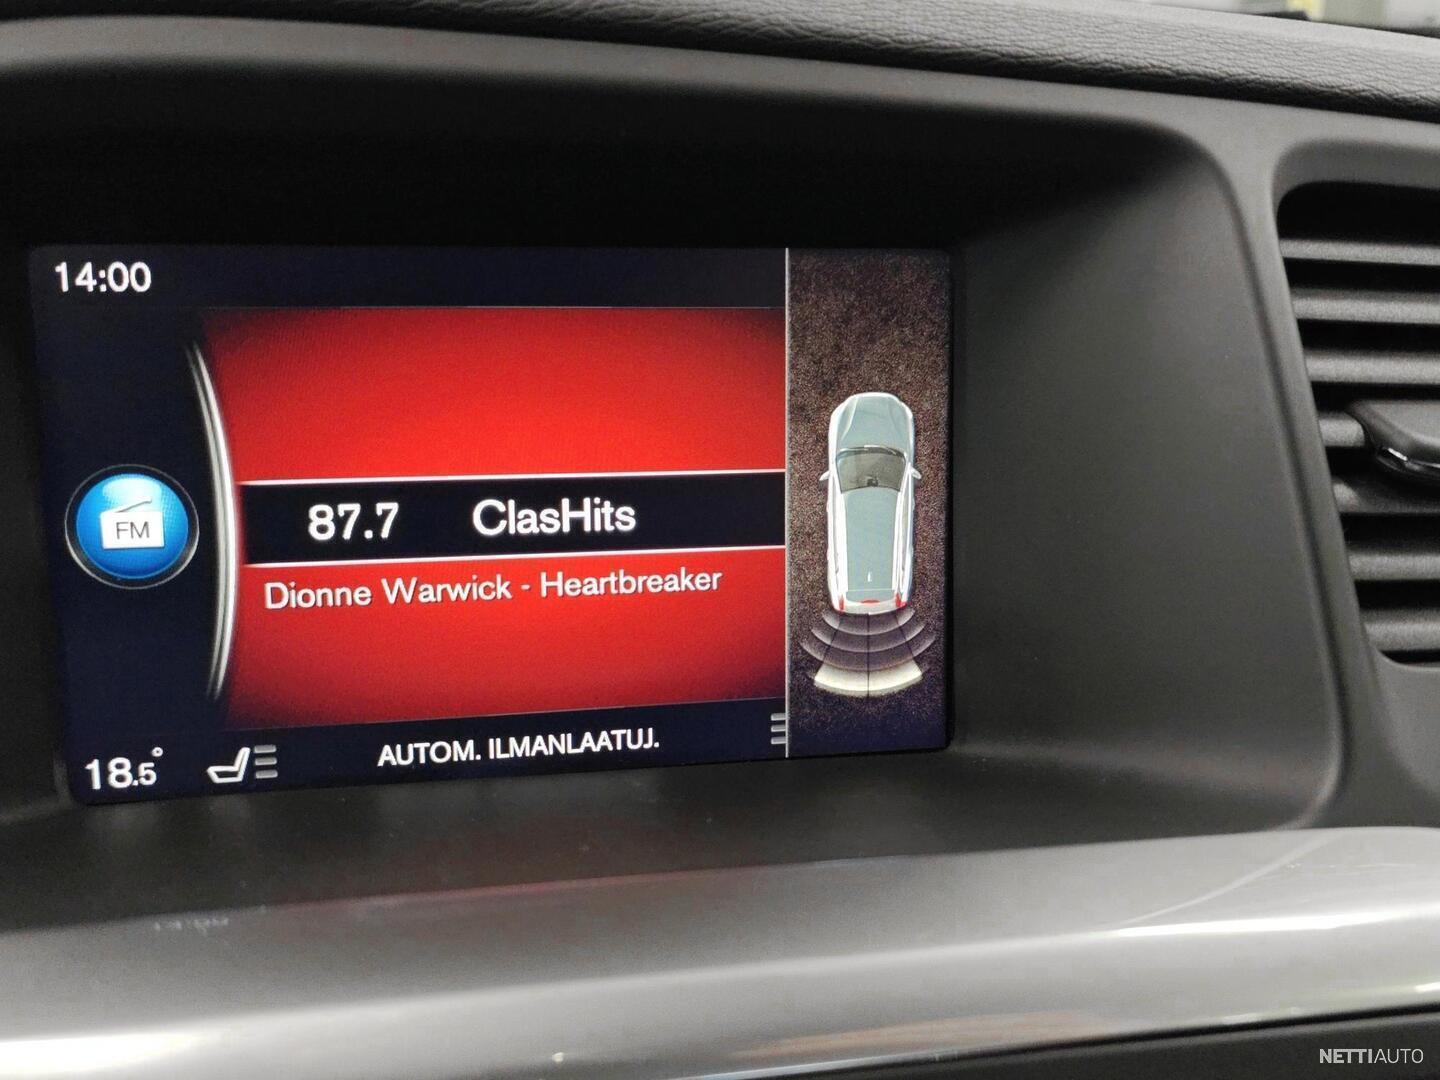 14:00
FM
87.7 ClasHits
Dionne Warwick - Heartbreaker
18.5° AUTOM. ILMANLAATUJ.
NETTIAUTO